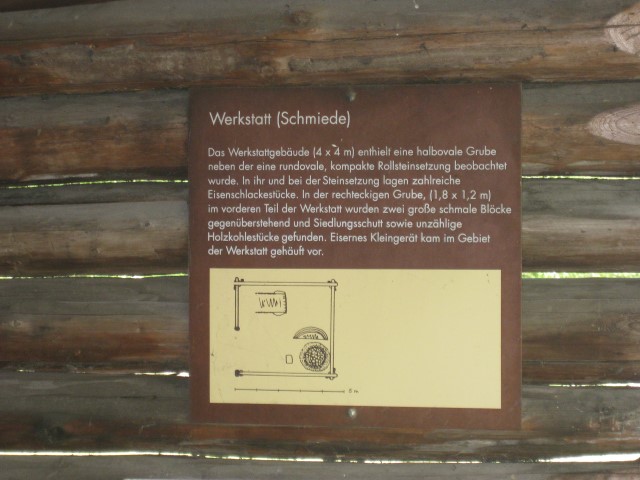 Werkstatt (Schmiede)
Das Werkstattgebäude (4 x 4 m) enthielt eine halbovale Grube
neben der eine rundovale, kompakte Rollsteinsetzung beobachtet
wurde. In ihr und bei der Steinsetzung lagen zahlreiche
Eisenschlackestücke. In der rechteckigen Grube, (1,8 x 1,2 m)
im vorderen Teil der Werkstatt wurden zwei große schmale Blöcke
gegenüberstehend und Siedlungsschutt sowie unzählige
Holzkohlestücke gefunden. Eisernes Kleingerät kam im Gebiet
der Werkstatt gehäuft vor.